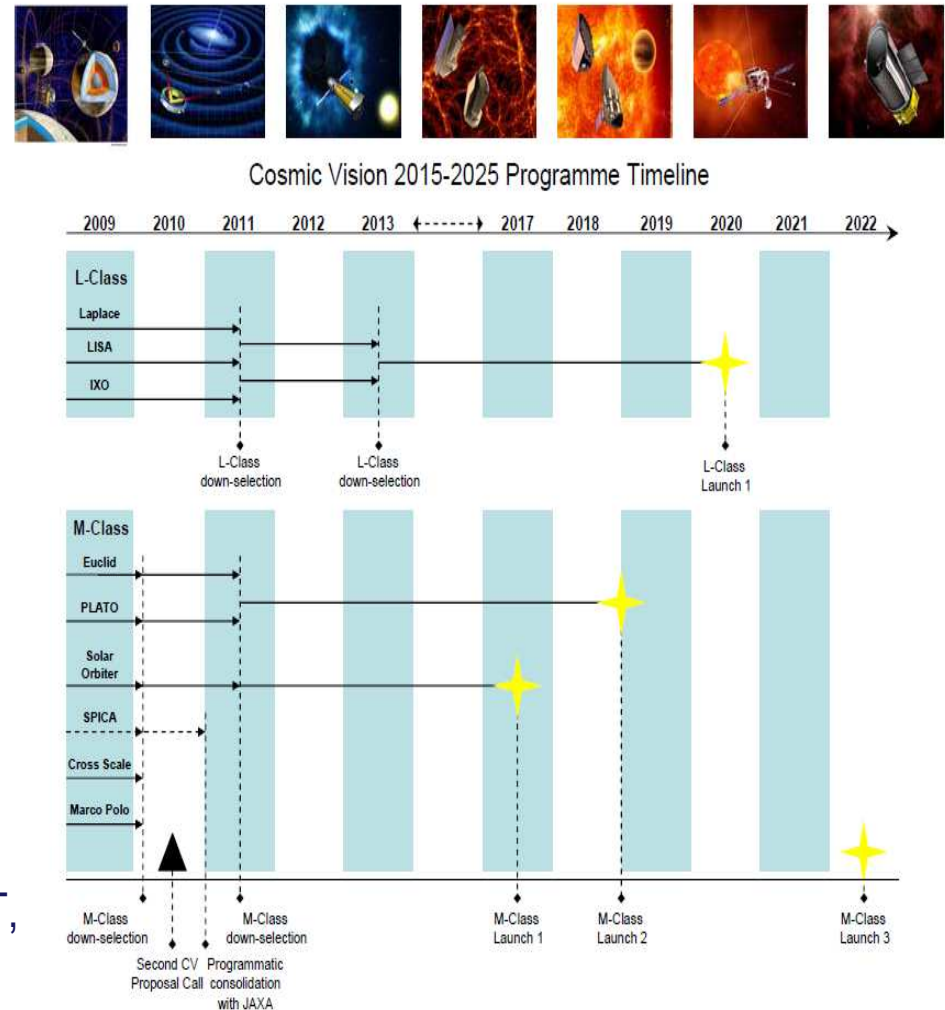 Cosmic Vision 2015-2025 Programme Timeline
2009 2010 2011 2012 2013 2017 2018 2019 2020 2021 2022
L-Class
Laplace
LISA
IXO
L-Class
down-selection
L-Class
down-selection
L-Class
Launch 1
M-Class
Euclid
PLATO
Solar
Orbiter
SPICA
Cross Scale
Marco Polo
M-Class
down-selection
Second CV
Proposal Call
Programmatic
consolidation
with JAXA
M-Class
down-selection
M-Class
Launch 1
M-Class
Launch 2
M-Class
Launch 3